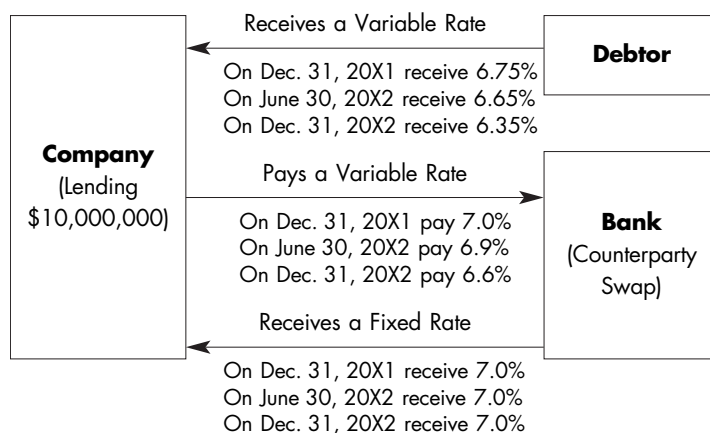 Receives a Variable Rate
Debtor
On Dec. 31, 20X1 receive 6.75%
On June 30, 20X2 receive 6.65%
On Dec. 31, 20X2 receive 6.35%
Company
(Lending
$10,000,000)
Pays a Variable Rate
On Dec. 31, 20X1 pay 7.0%
On June 30, 20X2 pay 6.9%
On Dec. 31, 20X2 pay 6.6%
Bank
(Counterparty
Swap)
Receives a Fixed Rate
On Dec. 31, 20X1 receive 7.0%
On June 30, 20X2 receive 7.0%
On Dec. 31, 20X2 receive 7.0%